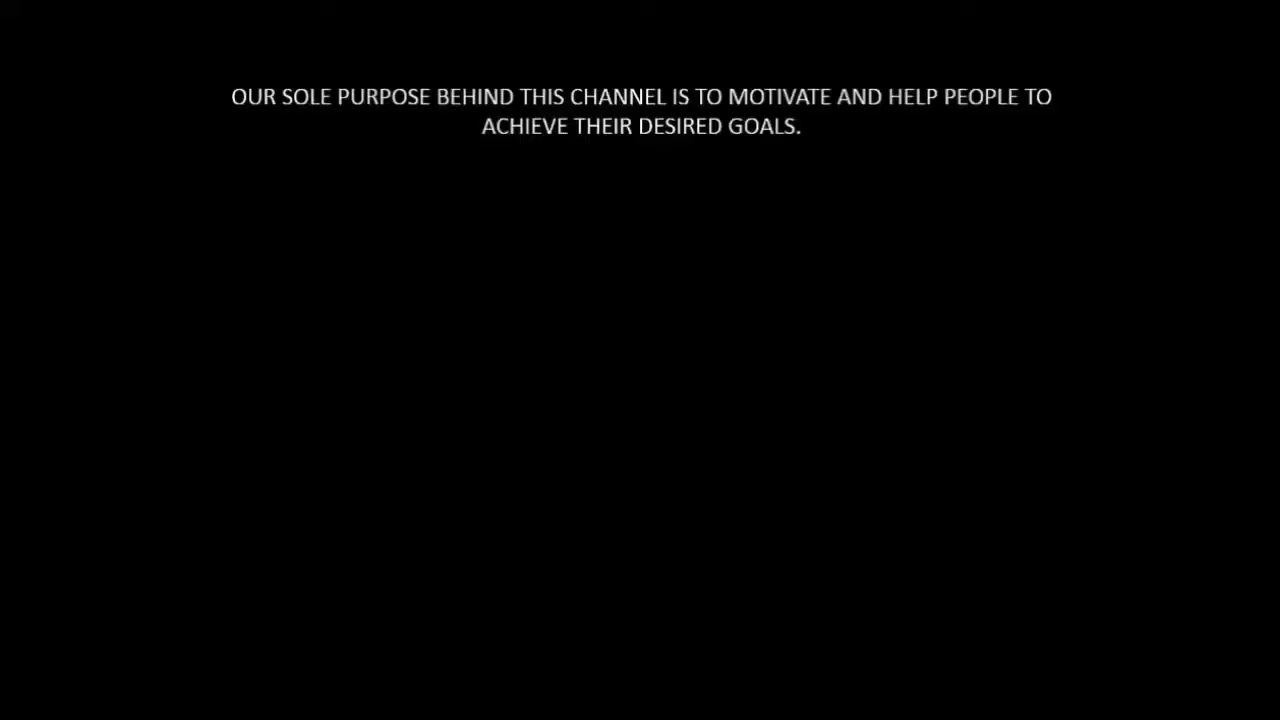 OUR SOLE PURPOSE BEHIND THIS CHANNEL IS TO MOTIVATE AND HELP PEOPLE TO
ACHIEVE THEIR DESIRED GOALS.